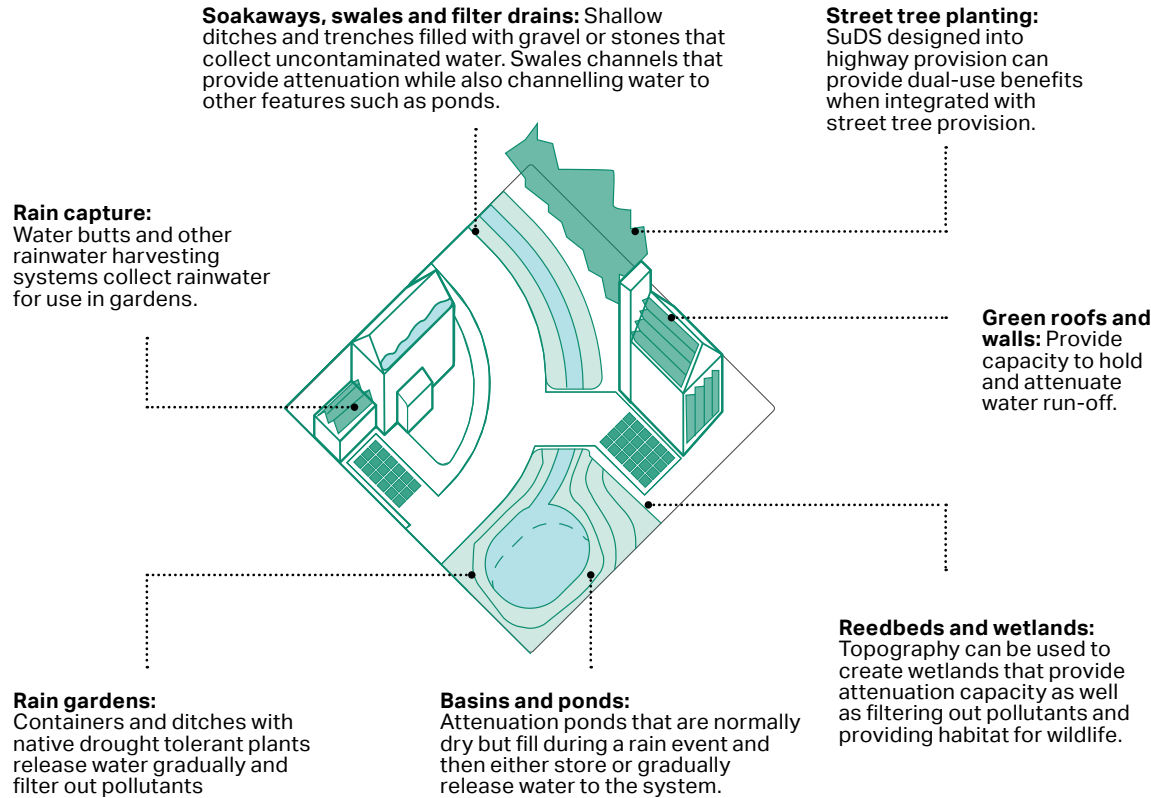 Soakaways, swales and filter drains: Shallow
ditches and trenches filled with gravel or stones that
collect uncontaminated water. Swales channels that
provide attenuation while also channelling water to
other features such as ponds.
Street tree planting:
SuDS designed into
highway provision can
provide dual-use benefits
when integrated with
street tree provision.
Rain capture:
Water butts and other
rainwater harvesting
systems collect rainwater
for use in gardens.
Green roofs and
walls: Provide
capacity to hold
and attenuate
water run-off.
Reedbeds and wetlands:
Topography can be used to
create wetlands that provide
attenuation capacity as well
as filtering out pollutants and
providing habitat for wildlife.
Rain gardens:
Containers and ditches with
native drought tolerant plants
release water gradually and
filter out pollutants
Basins and ponds:
Attenuation ponds that are normally
dry but fill during a rain event and
then either store or gradually
release water to the system.